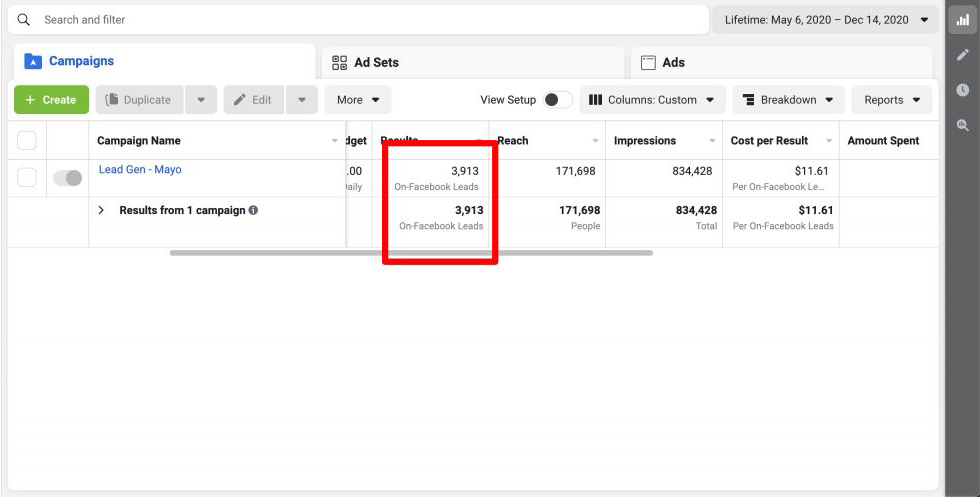 Search and filter
Lifetime: May 6, 2020 – Dec 14, 2020
Campaigns
Ad Sets
Ads
+ Create
Duplicate
Edit
More
View Setup
Columns: Custom
Breakdown
Reports
Campaign Name
dget
Results
Reach
Impressions
Cost per Result
Amount Spent
Lead Gen - Mayo
.00
Daily
3,913
On-Facebook Leads
171,698
834,428
$11.61
Per On-Facebook Le...
Results from 1 campaign
3,913
On-Facebook Leads
171,698
People
834,428
Total
$11.61
Per On-Facebook Leads